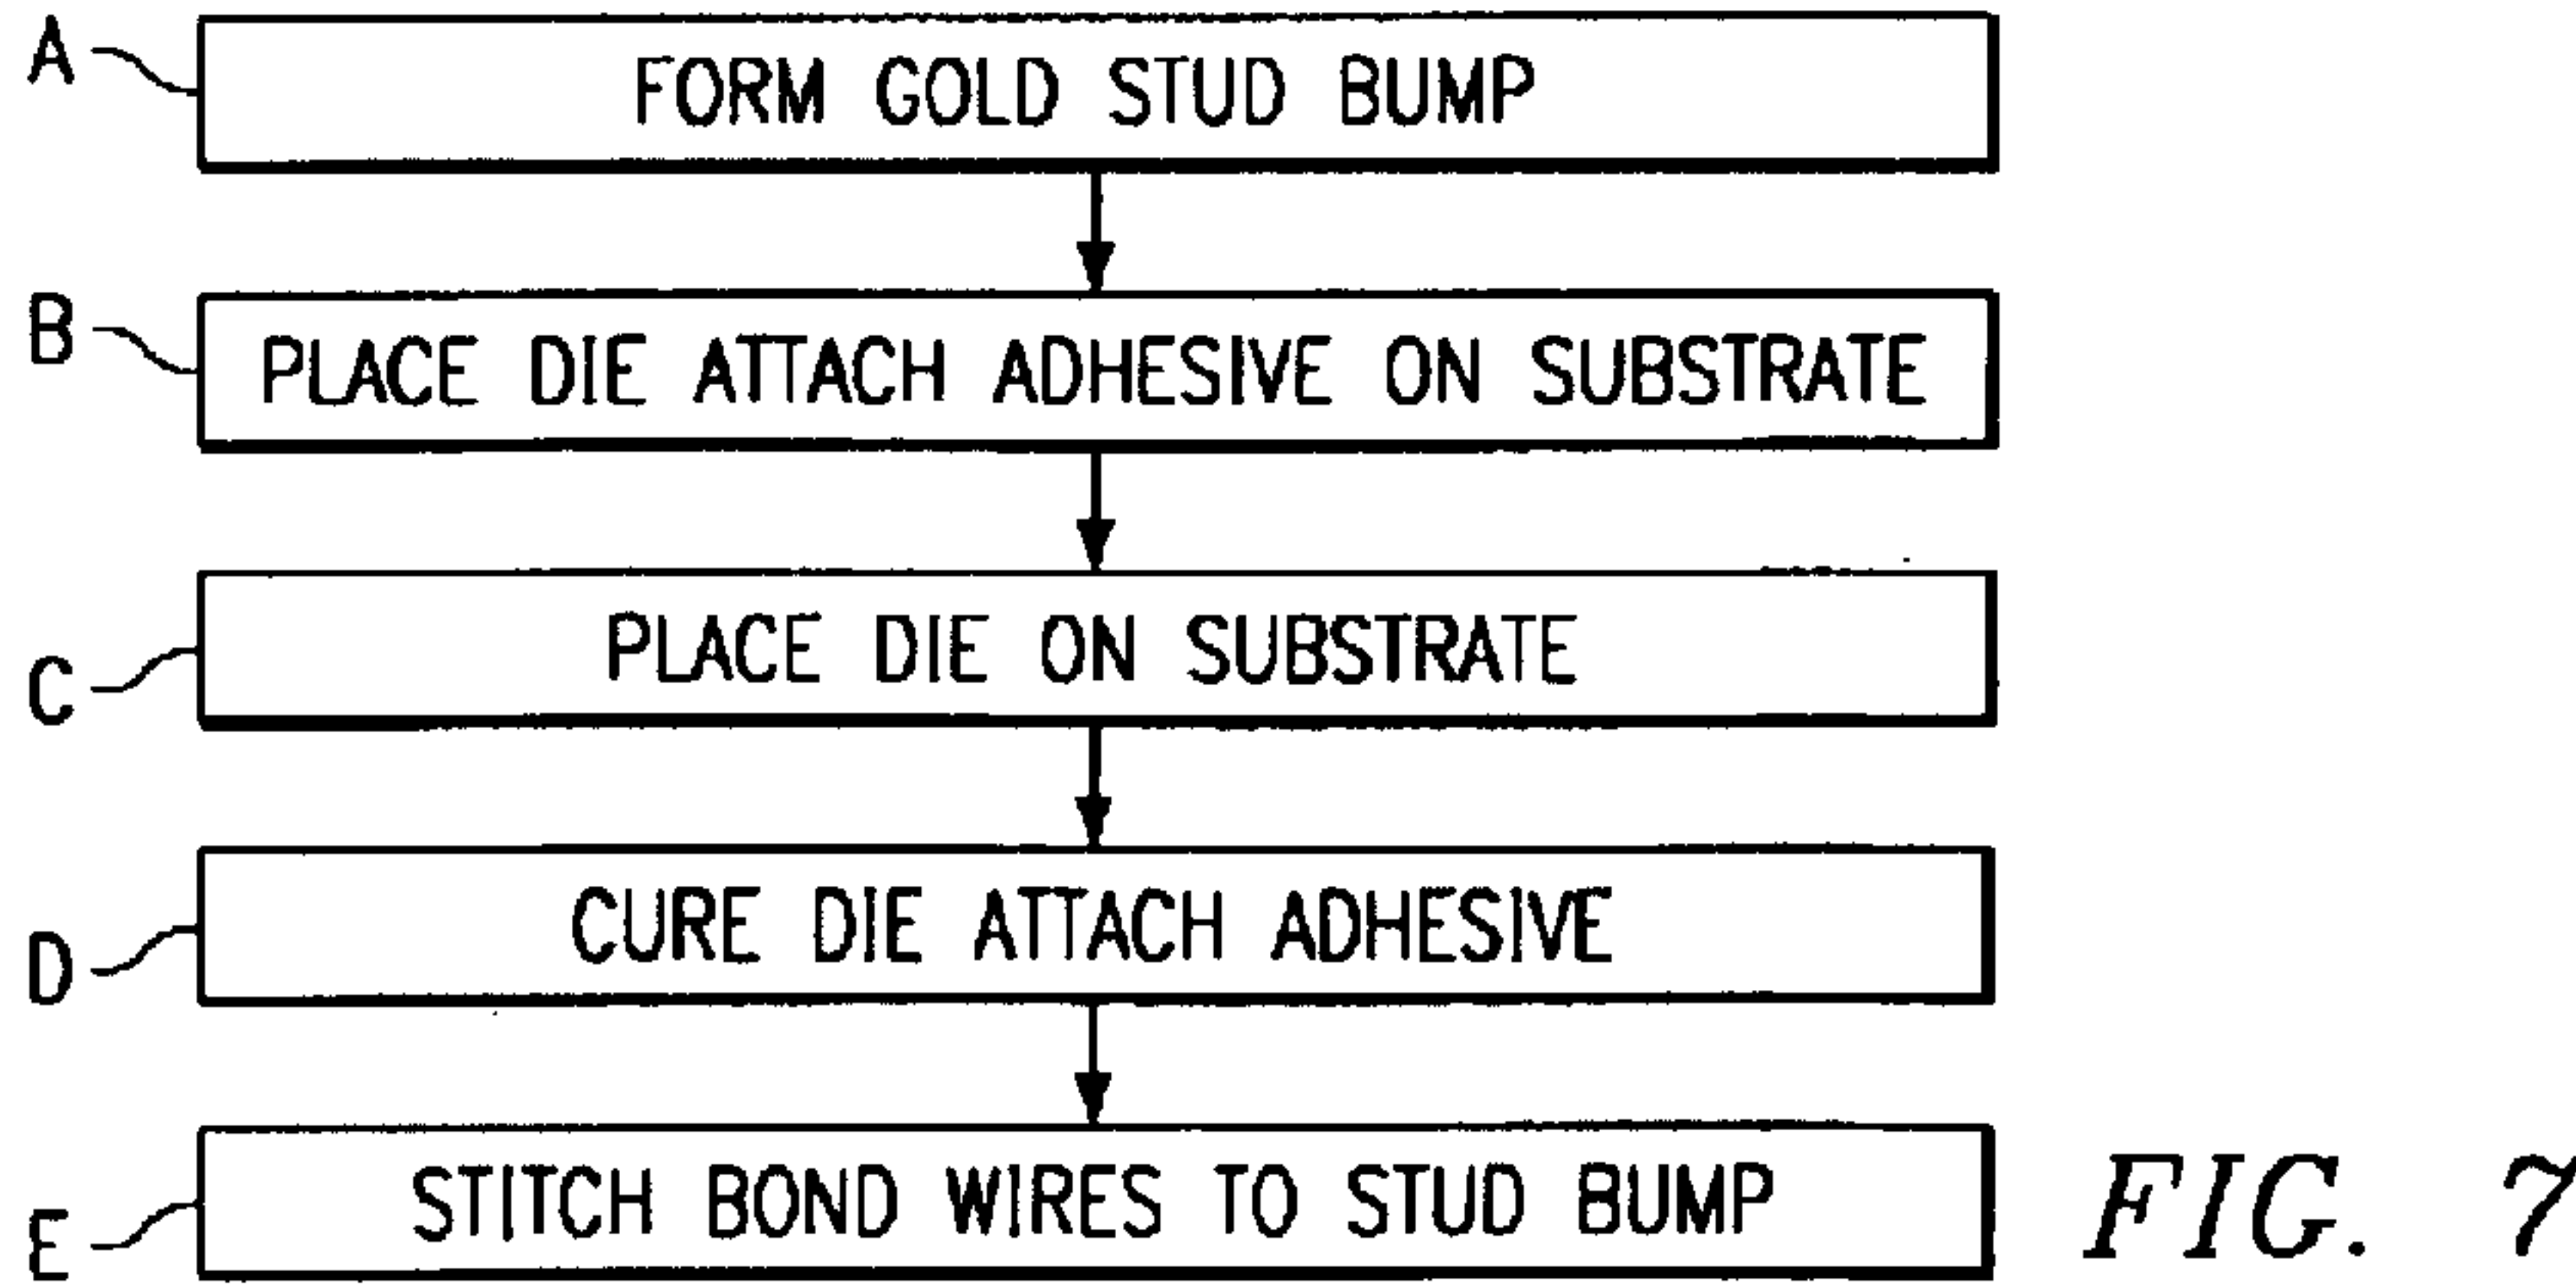 A FORM GOLD STUD BUMP
B PLACE DIE ATTACH ADHESIVE ON SUBSTRATE
C PLACE DIE ON SUBSTRATE
D CURE DIE ATTACH ADHESIVE
E STITCH BOND WIRES TO STUD BUMP
FIG. 7